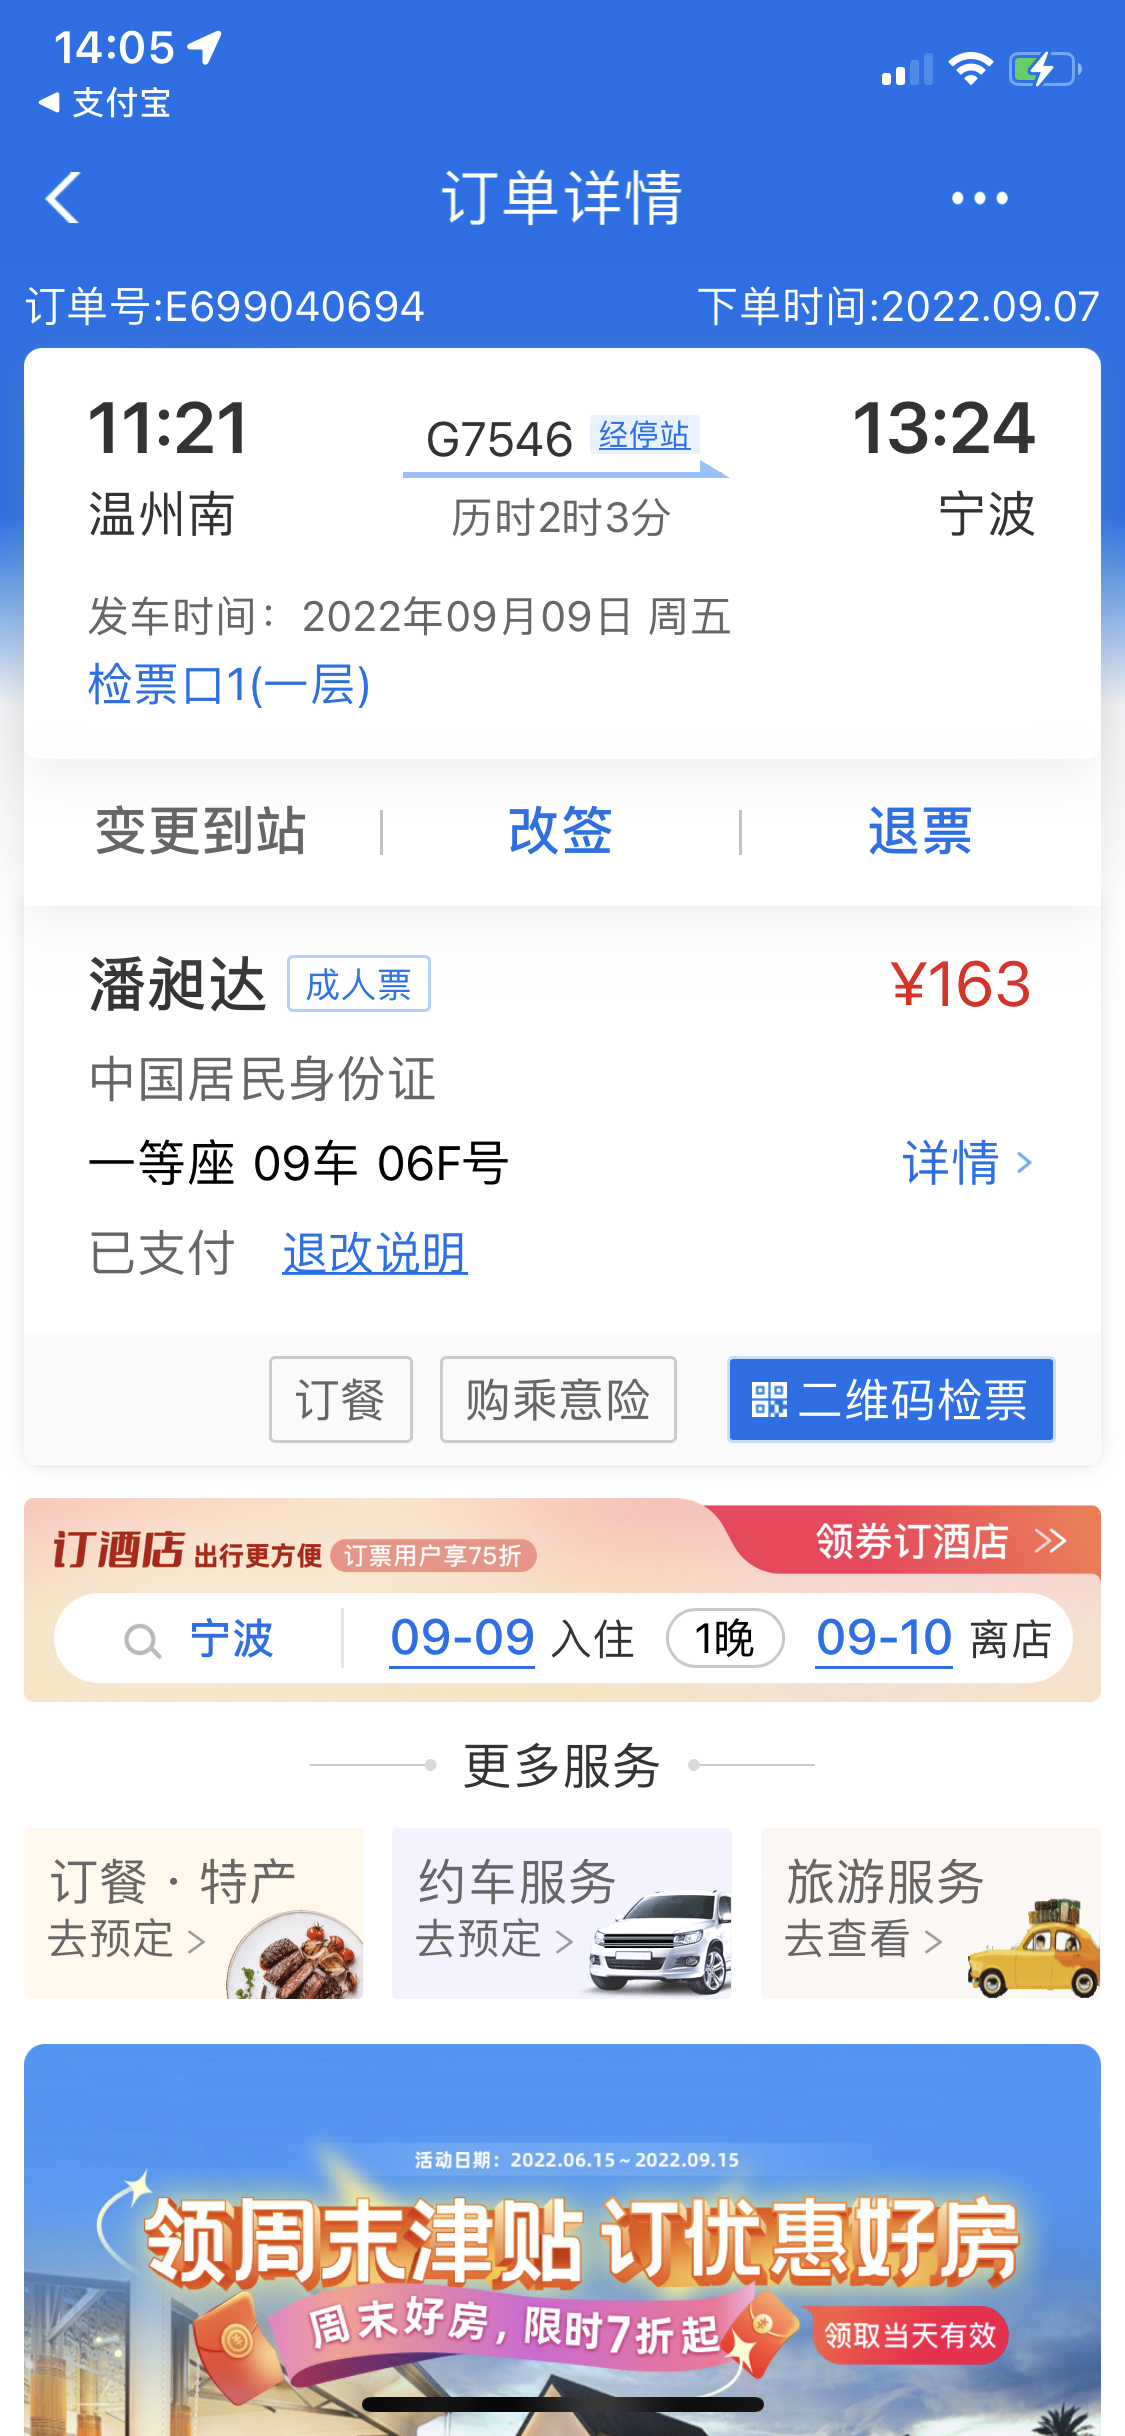 14:05
支付宝
订单详情
订单号:E699040694
下单时间:2022.09.07
11:21
G7546 经停站
13:24
温州南
历时2时3分
宁波
发车时间：2022年09月09日 周五
检票口1(一层)
变更到站
改签
退票
潘昶达 成人票
¥163
中国居民身份证
一等座 09车 06F号
详情
已支付 退改说明
订餐
购乘意险
二维码检票
订酒店 出行更方便 订票用户享75折
领券订酒店
宁波
09-09 入住
1晚
09-10 离店
更多服务
订餐·特产
去预定
约车服务
去预定
旅游服务
去查看
活动日期：2022.06.15~2022.09.15
领周末津贴 订优惠好房
周末好房，限时7折起
领取当天有效